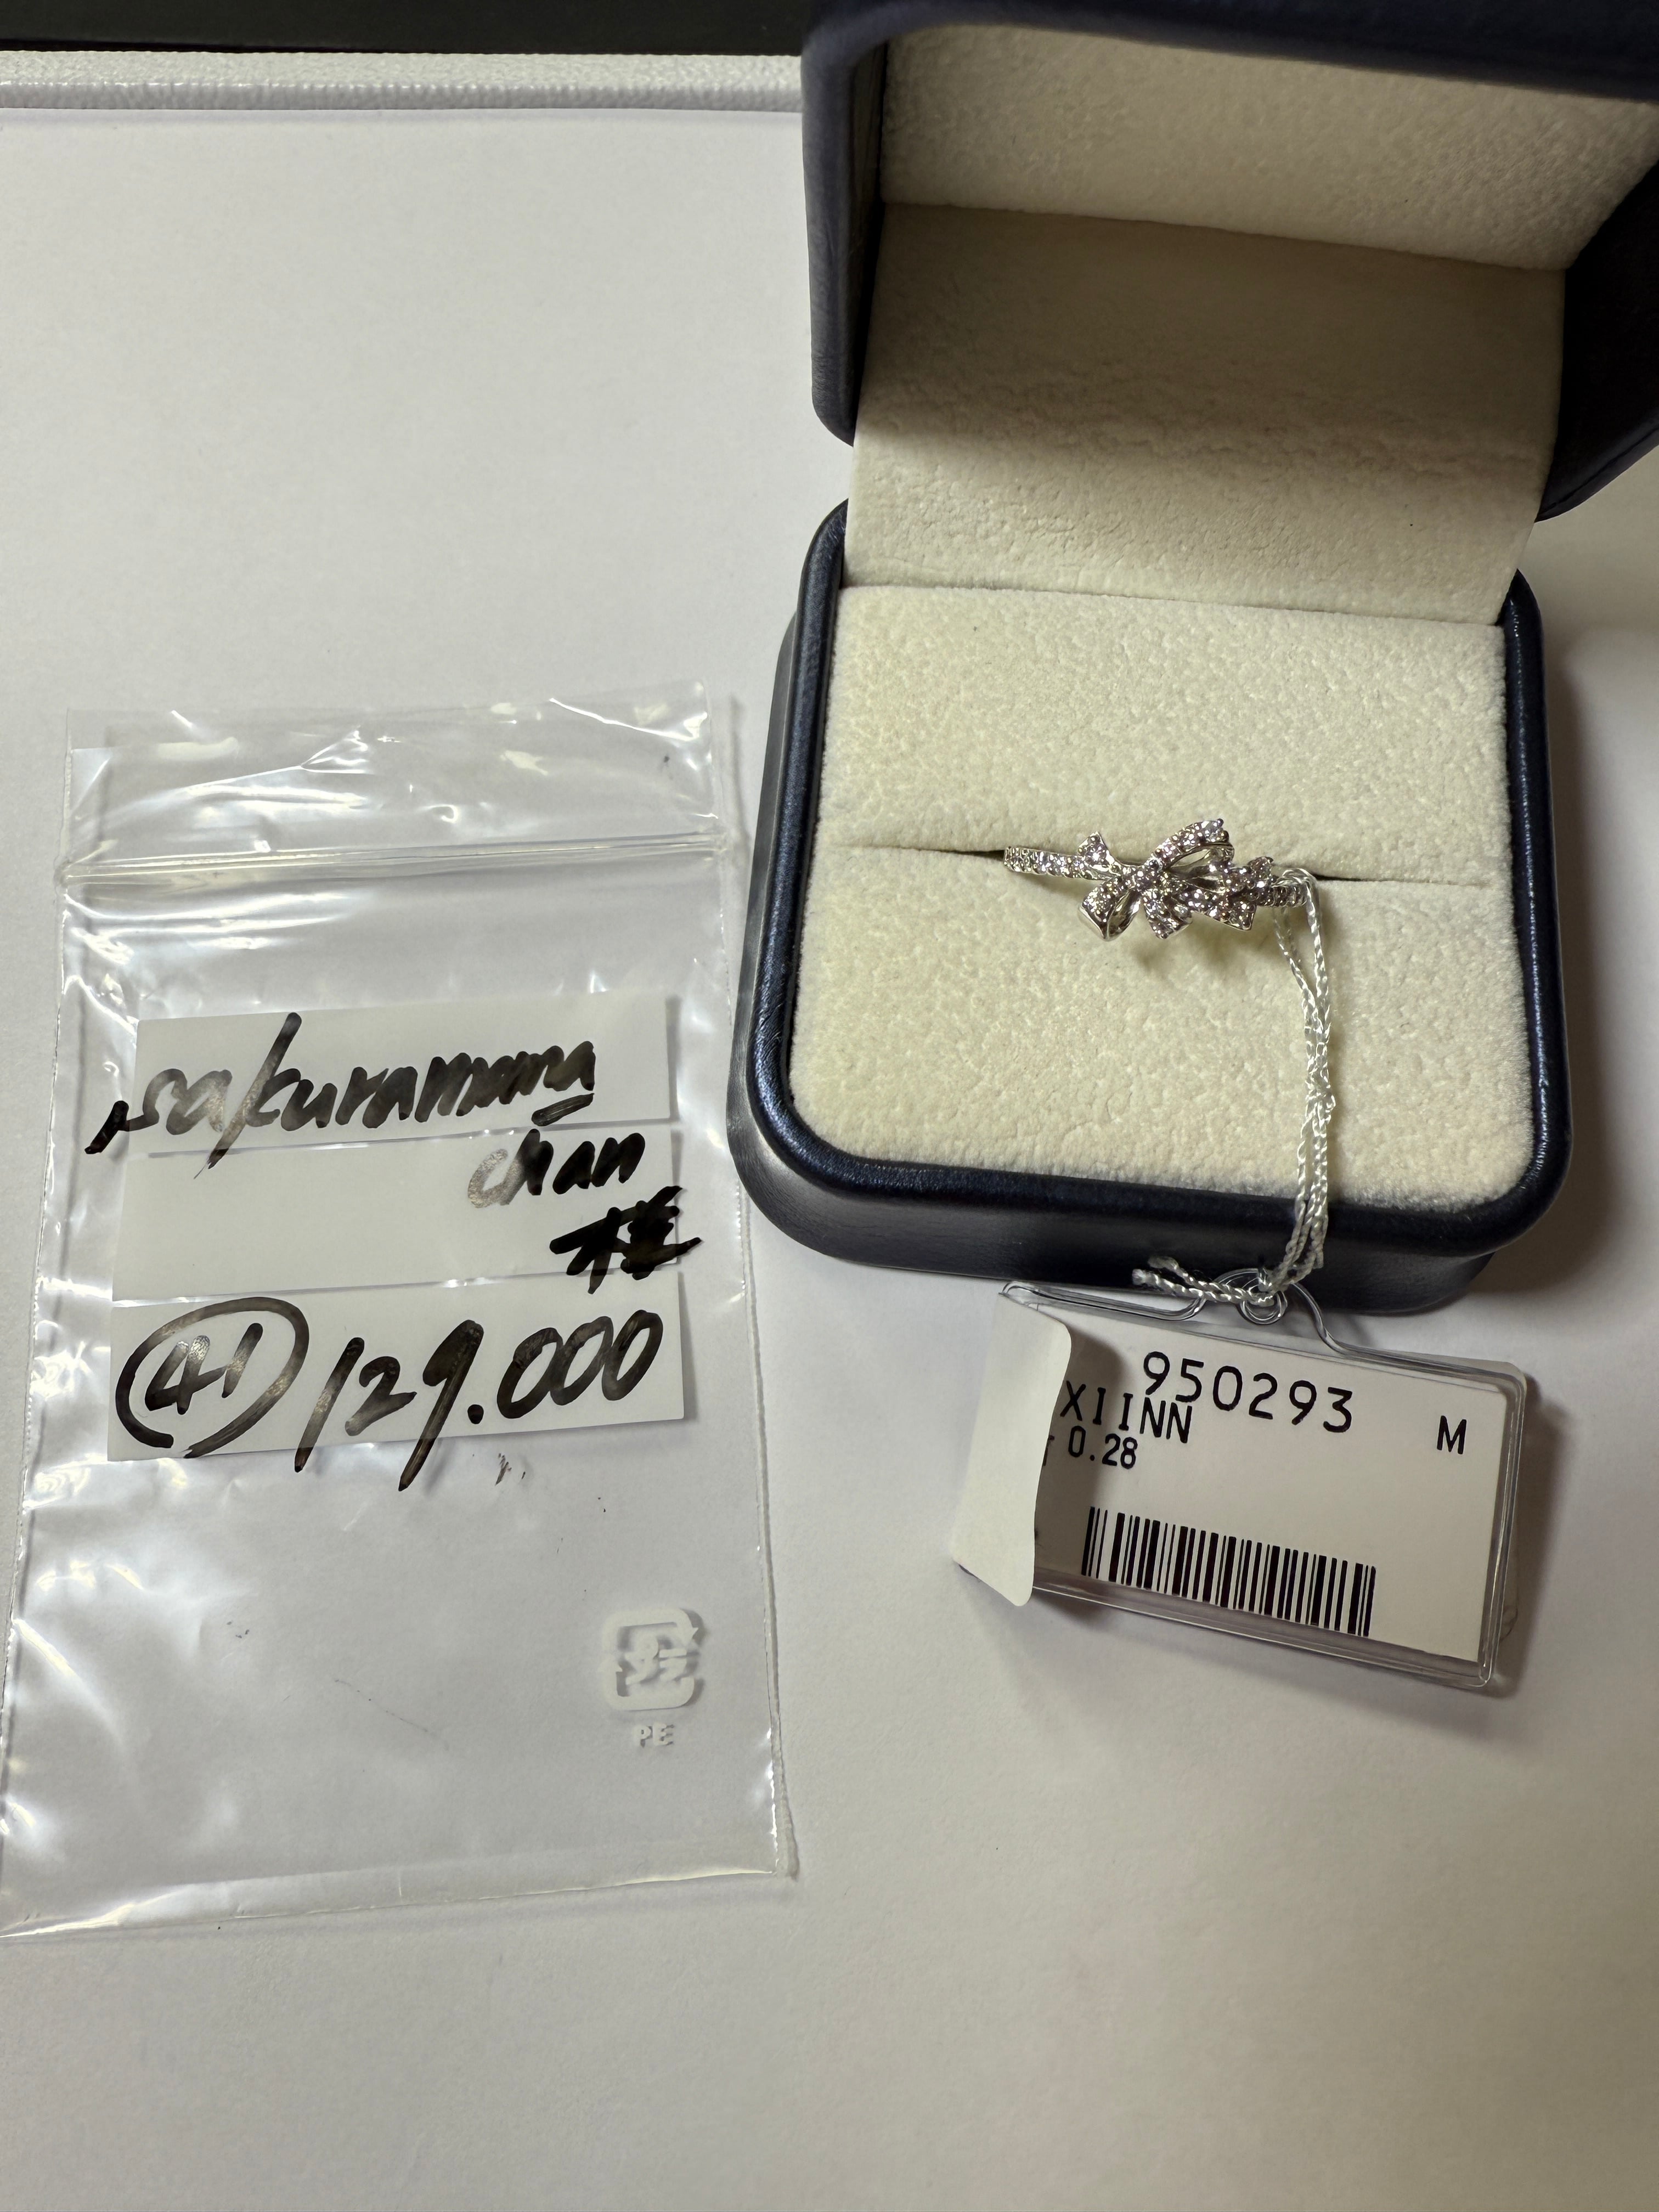 sakuramama
chan
様
41 129.000
PE
950293
XIINN
M
0.28